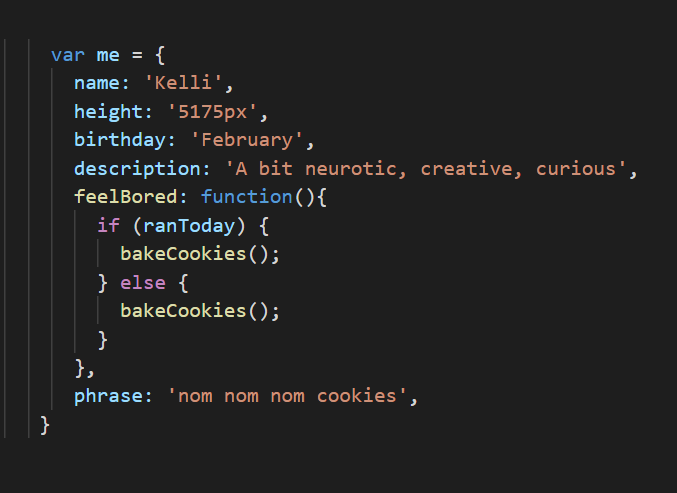 var me = {
name: 'Kelli',
height: '5175px',
birthday: 'February',
description: 'A bit neurotic, creative, curious',
feelBored: function(){
if (ranToday) {
bakeCookies();
} else {
bakeCookies();
}
},
phrase: 'nom nom nom cookies',
}